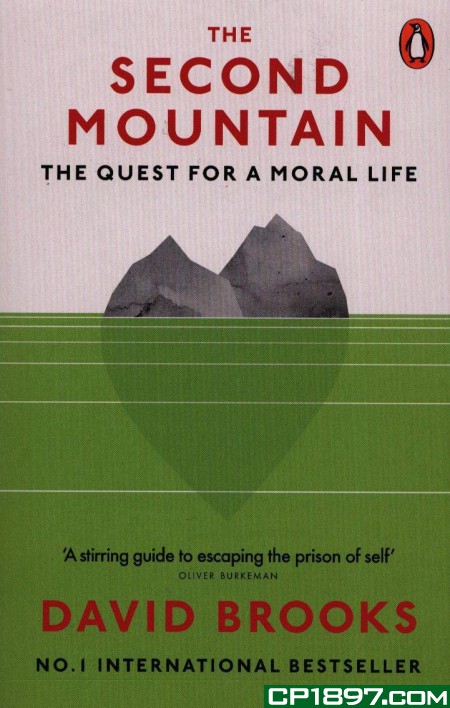 THE
SECOND
MOUNTAIN
THE QUEST FOR A MORAL LIFE
'A stirring guide to escaping the prison of self'
OLIVER BURKEMAN
DAVID BROOKS
NO.1 INTERNATIONAL BESTSELLER
CP1897.COM